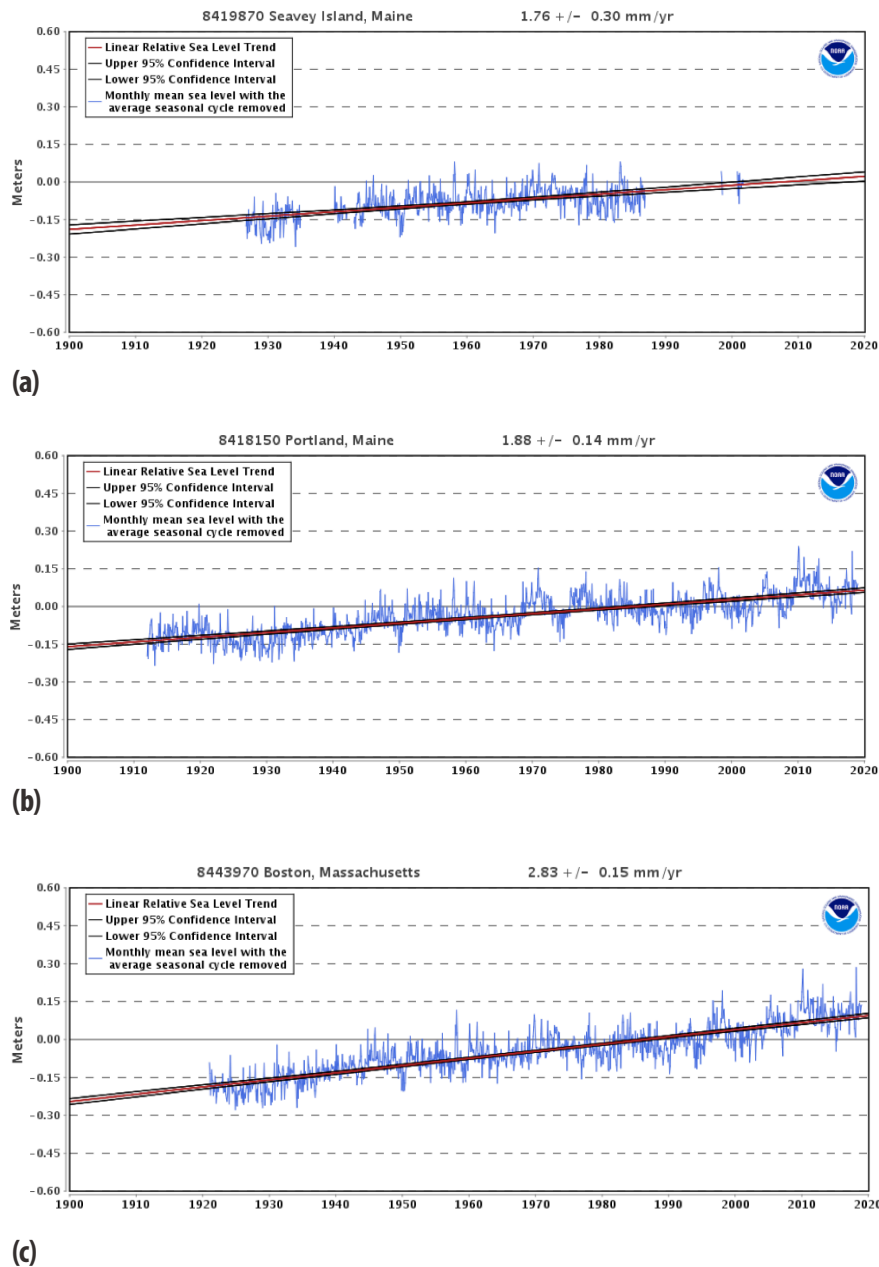 8419870 Seavey Island, Maine 1.76 +/- 0.30 mm/yr
0.60
Linear Relative Sea Level Trend
Upper 95% Confidence Interval
Lower 95% Confidence Interval
Monthly mean sea level with the
average seasonal cycle removed
NOAA
0.45
0.30
0.15
0.00
-0.15
-0.30
-0.45
-0.60
Meters
1900 1910 1920 1930 1940 1950 1960 1970 1980 1990 2000 2010 2020
(a)
8418150 Portland, Maine 1.88 +/- 0.14 mm/yr
0.60
Linear Relative Sea Level Trend
Upper 95% Confidence Interval
Lower 95% Confidence Interval
Monthly mean sea level with the
average seasonal cycle removed
NOAA
0.45
0.30
0.15
0.00
-0.15
-0.30
-0.45
-0.60
Meters
1900 1910 1920 1930 1940 1950 1960 1970 1980 1990 2000 2010 2020
(b)
8443970 Boston, Massachusetts 2.83 +/- 0.15 mm/yr
0.60
Linear Relative Sea Level Trend
Upper 95% Confidence Interval
Lower 95% Confidence Interval
Monthly mean sea level with the
average seasonal cycle removed
NOAA
0.45
0.30
0.15
0.00
-0.15
-0.30
-0.45
-0.60
Meters
1900 1910 1920 1930 1940 1950 1960 1970 1980 1990 2000 2010 2020
(c)